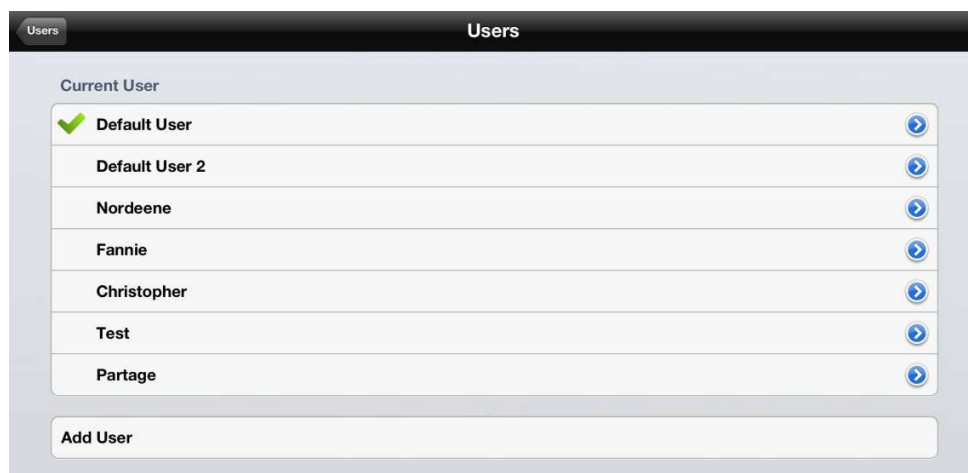 Users
Users
Current User
Default User
Default User 2
Nordeene
Fannie
Christopher
Test
Partage
Add User